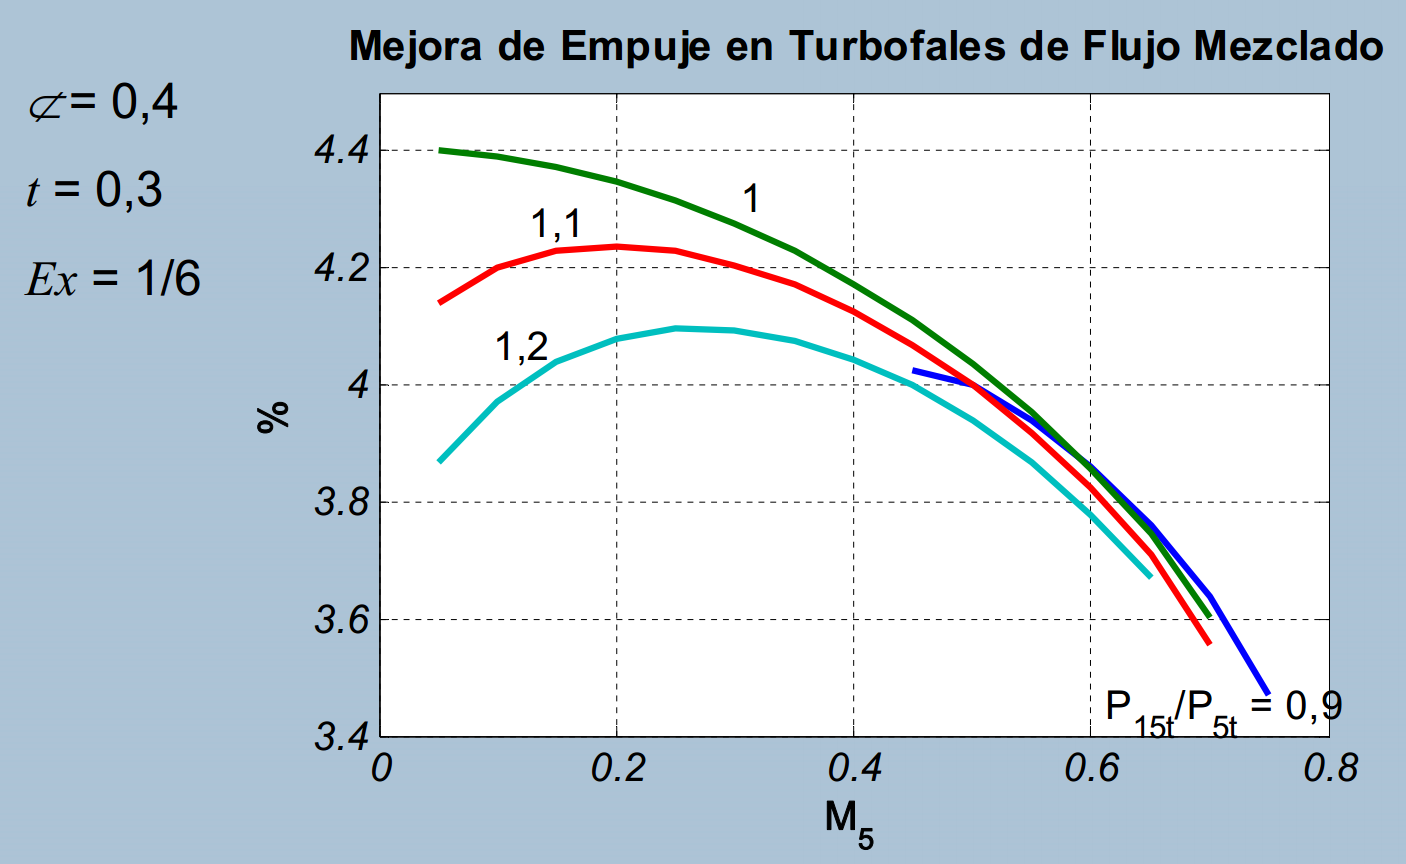 Mejora de Empuje en Turbofales de Flujo Mezclado
⊄ = 0,4
t = 0,3
Ex = 1/6
%
4.4
4.2
4
3.8
3.6
3.4
1
1,1
1,2
P15t/P5t = 0,9
0
0.2
0.4
0.6
0.8
M5